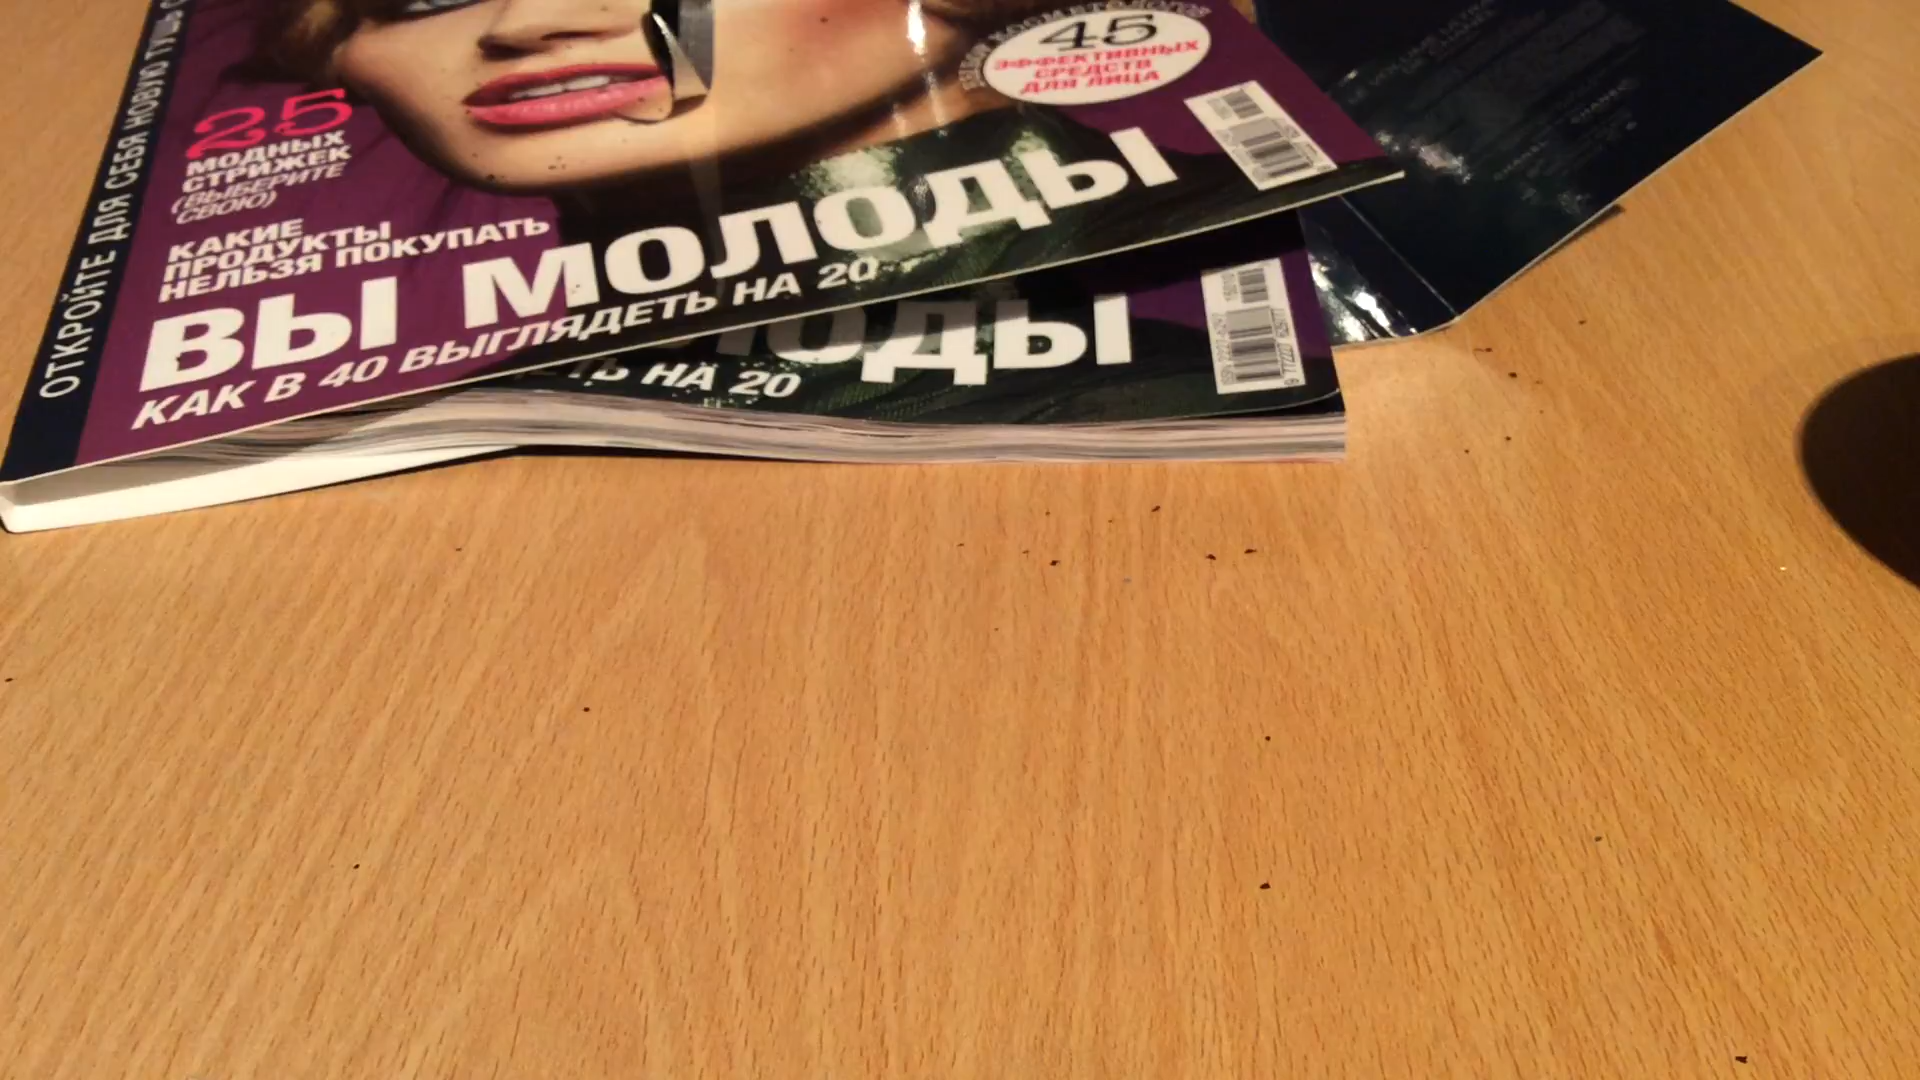 ОТКРОЙТЕ ДЛЯ СЕБЯ НОВУЮ ТУШЬ
25
МОДНЫХ
СТРИЖЕК
(ВЫБЕРИТЕ
СВОЮ)
45
ЭФФЕКТИВНЫХ
СРЕДСТВ
ДЛЯ ЛИЦА
КАКИЕ
ПРОДУКТЫ
НЕЛЬЗЯ ПОКУПАТЬ
ВЫ МОЛОДЫ
КАК В 40 ВЫГЛЯДЕТЬ НА 20
ОДЫ
НА 20
CHANEL